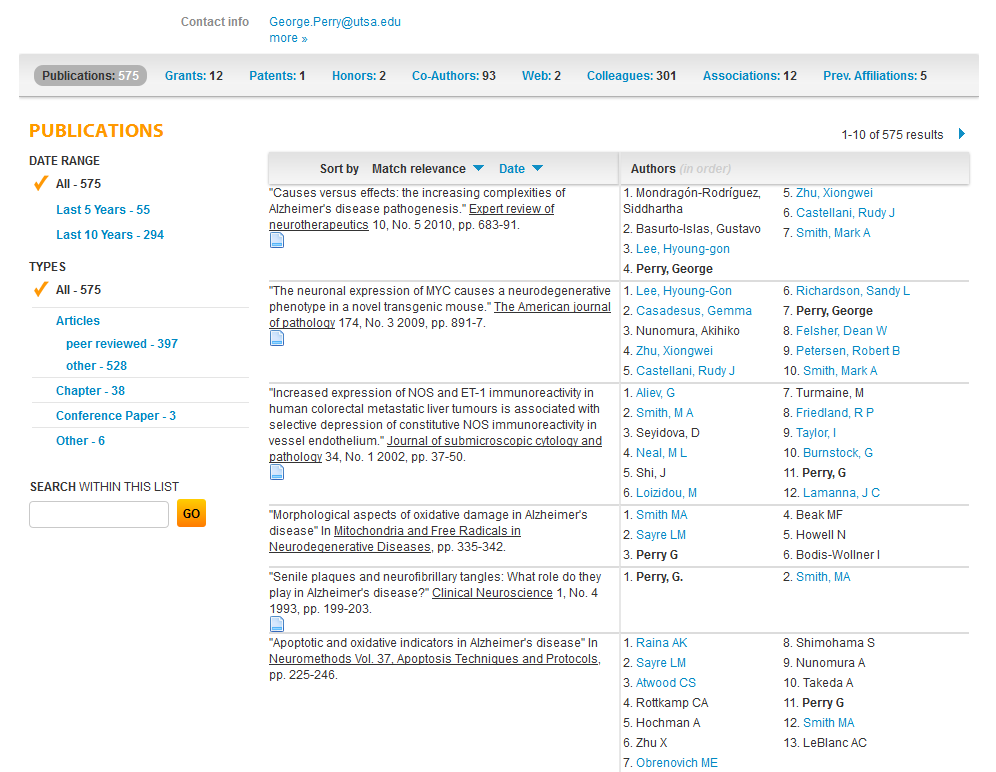 Contact info George.Perry@utsa.edu
more »
Publications: 575 Grants: 12 Patents: 1 Honors: 2 Co-Authors: 93 Web: 2 Colleagues: 301 Associations: 12 Prev. Affiliations: 5
PUBLICATIONS
1-10 of 575 results
DATE RANGE
All - 575
Last 5 Years - 55
Last 10 Years - 294
TYPES
All - 575
Articles
peer reviewed - 397
other - 528
Chapter - 38
Conference Paper - 3
Other - 6
SEARCH WITHIN THIS LIST
GO
Sort by Match relevance Date
Authors (in order)
"Causes versus effects: the increasing complexities of
Alzheimer's disease pathogenesis." Expert review of
neurotherapeutics 10, No. 5 2010, pp. 683-91.
1. Mondragón-Rodríguez,
Siddhartha
2. Basurto-Islas, Gustavo
3. Lee, Hyoung-gon
4. Perry, George
5. Zhu, Xiongwei
6. Castellani, Rudy J
7. Smith, Mark A
"The neuronal expression of MYC causes a neurodegenerative
phenotype in a novel transgenic mouse." The American journal
of pathology 174, No. 3 2009, pp. 891-7.
1. Lee, Hyoung-Gon
2. Casadesus, Gemma
3. Nunomura, Akihiko
4. Zhu, Xiongwei
5. Castellani, Rudy J
6. Richardson, Sandy L
7. Perry, George
8. Felsher, Dean W
9. Petersen, Robert B
10. Smith, Mark A
"Increased expression of NOS and ET-1 immunoreactivity in
human colorectal metastatic liver tumours is associated with
selective depression of constitutive NOS immunoreactivity in
vessel endothelium." Journal of submicroscopic cytology and
pathology 34, No. 1 2002, pp. 37-50.
1. Aliev, G
2. Smith, M A
3. Seyidova, D
4. Neal, M L
5. Shi, J
6. Loizidou, M
7. Turmaine, M
8. Friedland, R P
9. Taylor, I
10. Burnstock, G
11. Perry, G
12. Lamanna, J C
"Morphological aspects of oxidative damage in Alzheimer's
disease" In Mitochondria and Free Radicals in
Neurodegenerative Diseases, pp. 335-342.
1. Smith MA
2. Sayre LM
3. Perry G
4. Beak MF
5. Howell N
6. Bodis-Wollner I
"Senile plaques and neurofibrillary tangles: What role do they
play in Alzheimer's disease?" Clinical Neuroscience 1, No. 4
1993, pp. 199-203.
1. Perry, G.
2. Smith, MA
"Apoptotic and oxidative indicators in Alzheimer's disease" In
Neuromethods Vol. 37, Apoptosis Techniques and Protocols,
pp. 225-246.
1. Raina AK
2. Sayre LM
3. Atwood CS
4. Rottkamp CA
5. Hochman A
6. Zhu X
7. Obrenovich ME
8. Shimohama S
9. Nunomura A
10. Takeda A
11. Perry G
12. Smith MA
13. LeBlanc AC